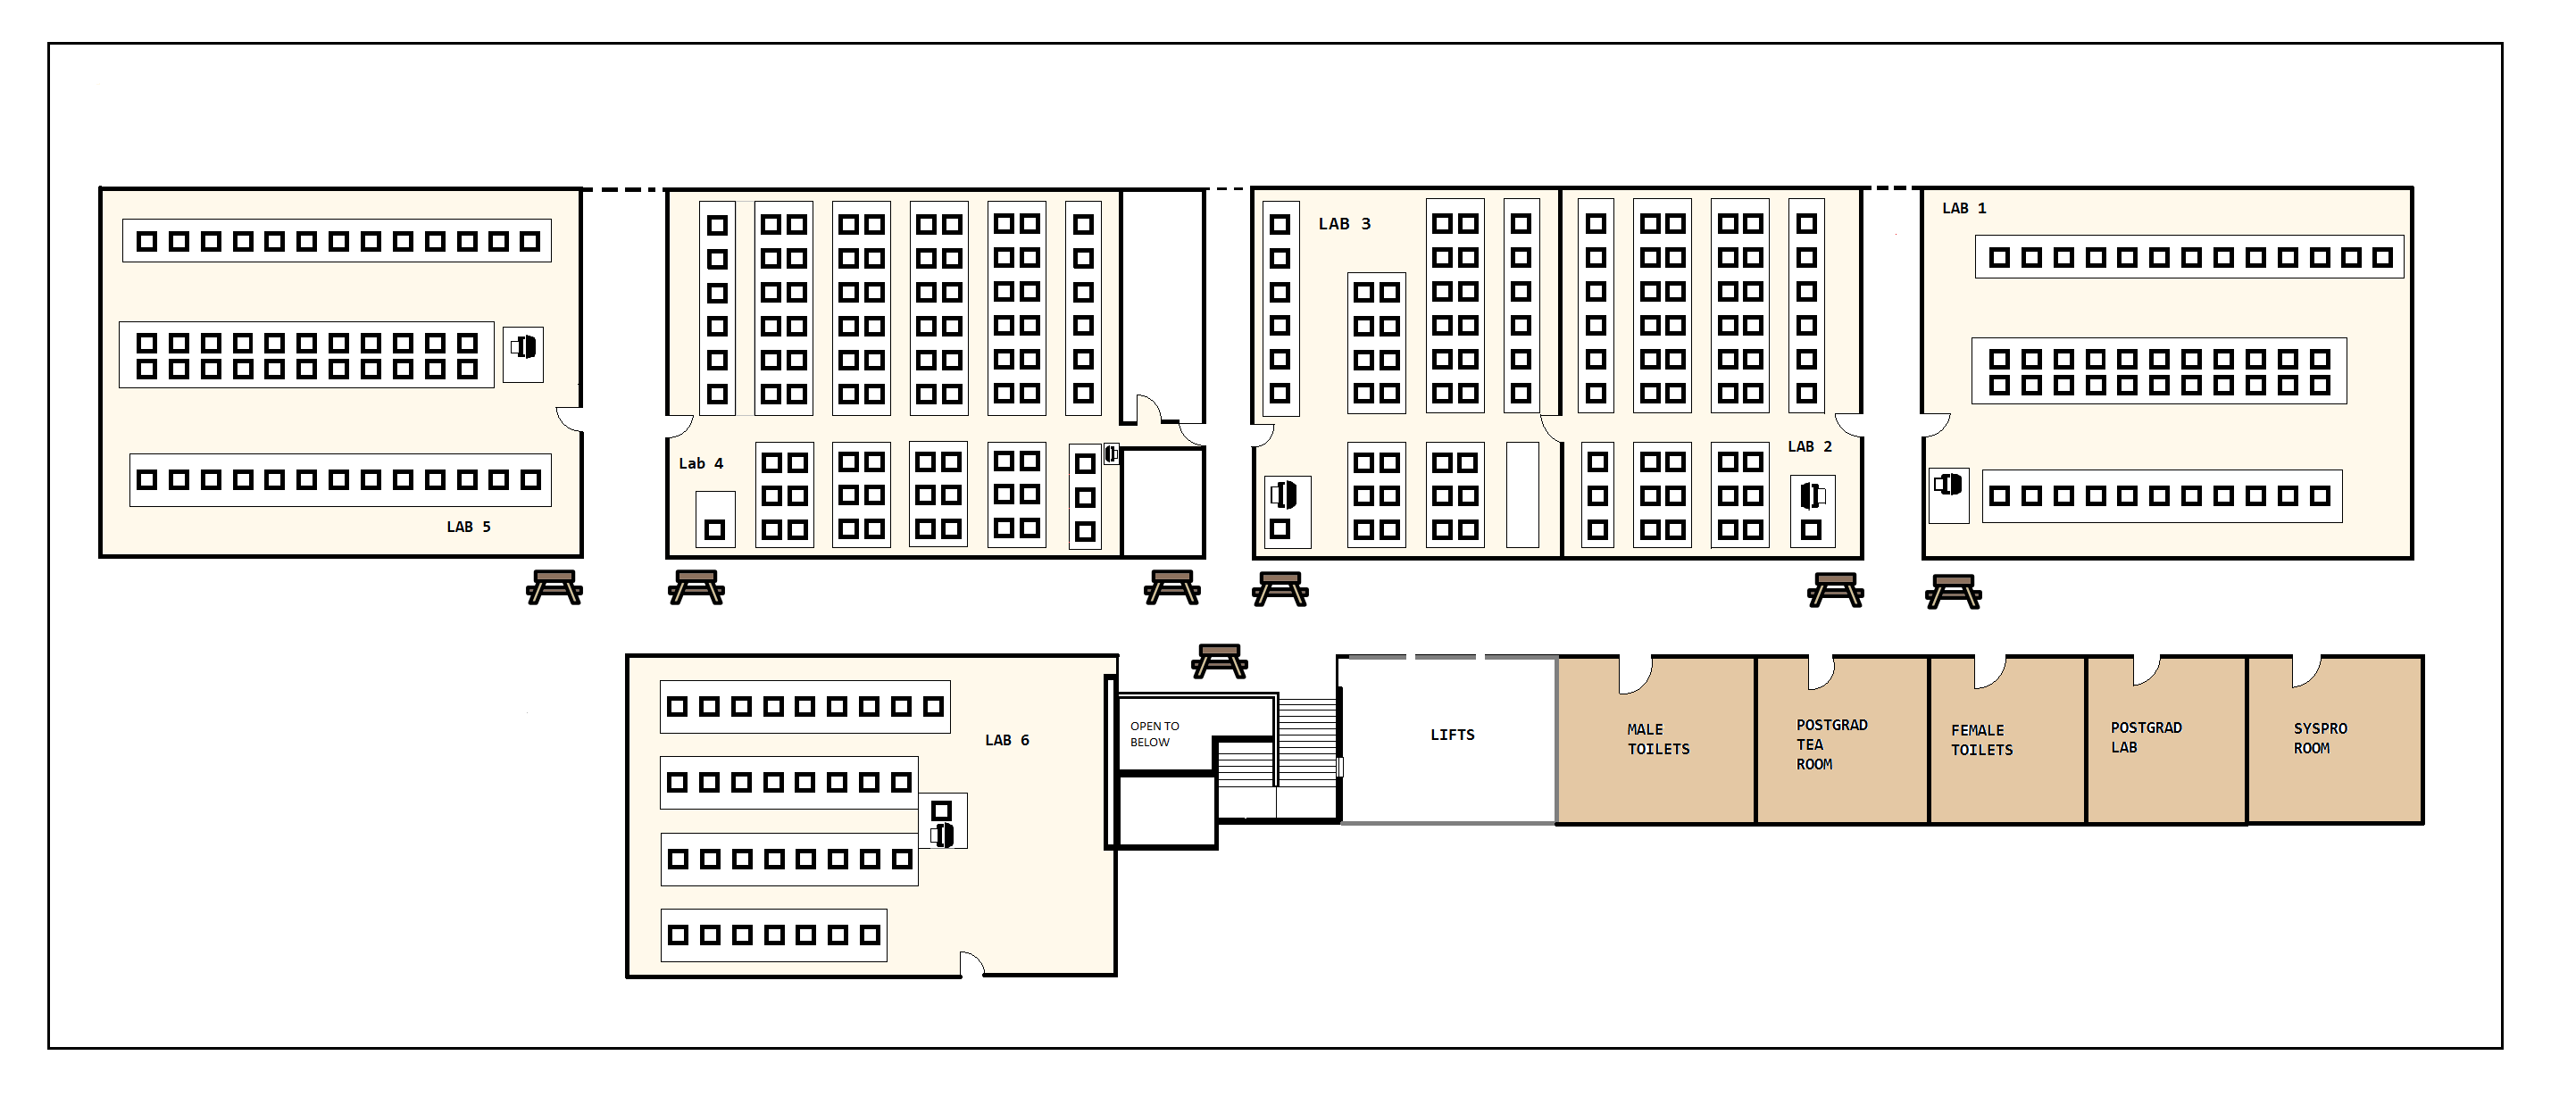 LAB 1
LAB 3
LAB 2
Lab 4
LAB 5
OPEN TO
BELOW
LAB 6
LIFTS
MALE
TOILETS
POSTGRAD
TEA
ROOM
FEMALE
TOILETS
POSTGRAD
LAB
SYSPRO
ROOM